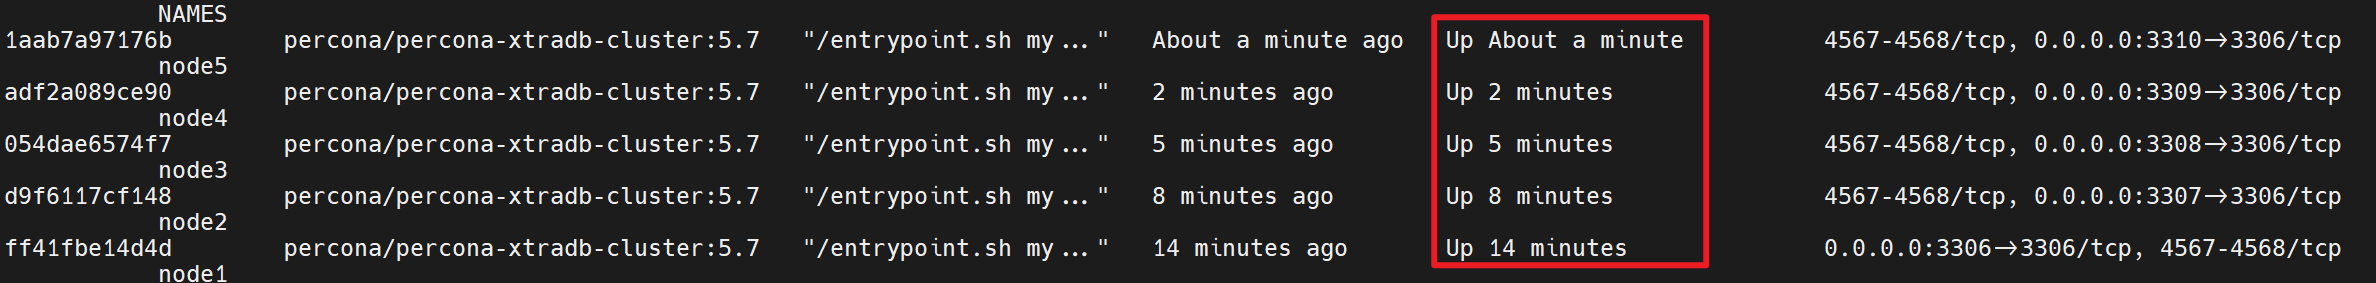 NAMES
1aab7a97176b percona/percona-xtradb-cluster:5.7 "/entrypoint.sh my…" About a minute ago Up About a minute 4567-4568/tcp, 0.0.0.0:3310->3306/tcp
node5
adf2a089ce90 percona/percona-xtradb-cluster:5.7 "/entrypoint.sh my…" 2 minutes ago Up 2 minutes 4567-4568/tcp, 0.0.0.0:3309->3306/tcp
node4
054dae6574f7 percona/percona-xtradb-cluster:5.7 "/entrypoint.sh my…" 5 minutes ago Up 5 minutes 4567-4568/tcp, 0.0.0.0:3308->3306/tcp
node3
d9f6117cf148 percona/percona-xtradb-cluster:5.7 "/entrypoint.sh my…" 8 minutes ago Up 8 minutes 4567-4568/tcp, 0.0.0.0:3307->3306/tcp
node2
ff41fbe14d4d percona/percona-xtradb-cluster:5.7 "/entrypoint.sh my…" 14 minutes ago Up 14 minutes 0.0.0.0:3306->3306/tcp, 4567-4568/tcp
node1